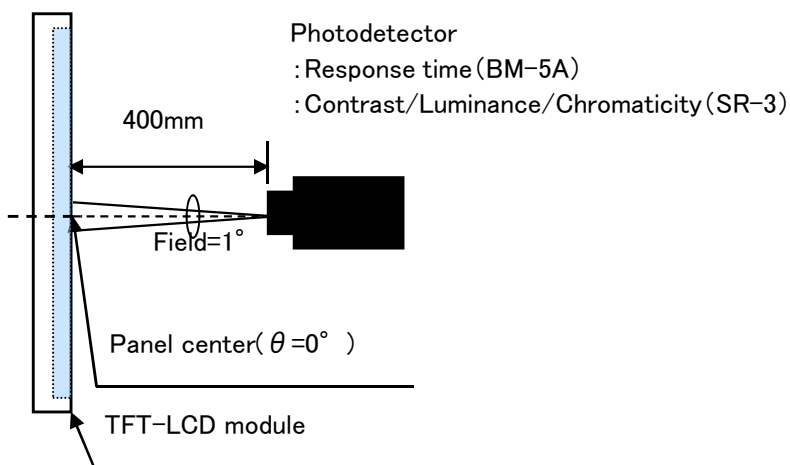 Photodetector
:Response time(BM-5A)
:Contrast/Luminance/Chromaticity(SR-3)
400mm
Field=1°
Panel center(θ=0° )
TFT-LCD module